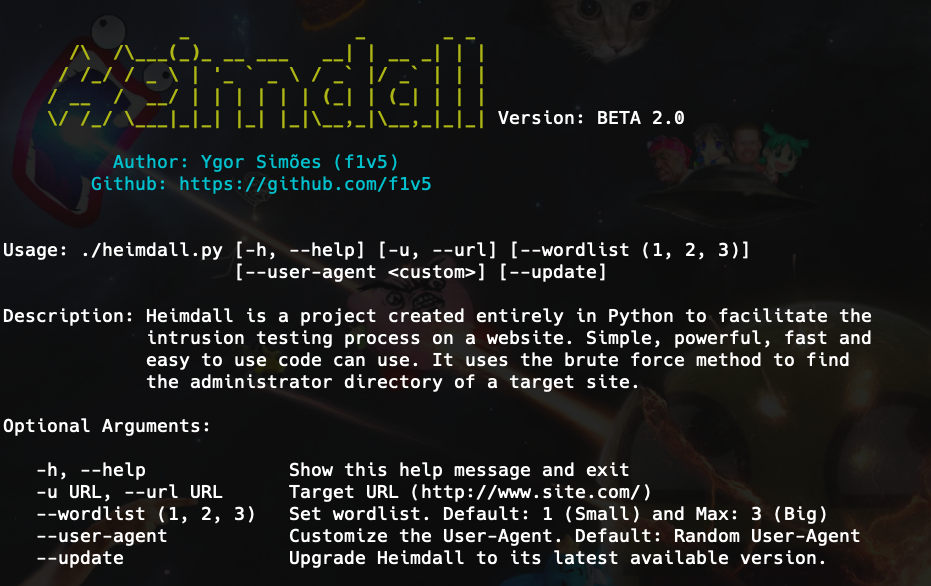 Heimdall Version: BETA 2.0
Author: Ygor Simões (f1v5)
Github: https://github.com/f1v5
Usage: ./heimdall.py [-h, --help] [-u, --url] [--wordlist (1, 2, 3)]
[--user-agent <custom>] [--update]
Description: Heimdall is a project created entirely in Python to facilitate the
intrusion testing process on a website. Simple, powerful, fast and
easy to use code can use. It uses the brute force method to find
the administrator directory of a target site.
Optional Arguments:
-h, --help Show this help message and exit
-u URL, --url URL Target URL (http://www.site.com/)
--wordlist (1, 2, 3) Set wordlist. Default: 1 (Small) and Max: 3 (Big)
--user-agent Customize the User-Agent. Default: Random User-Agent
--update Upgrade Heimdall to its latest available version.